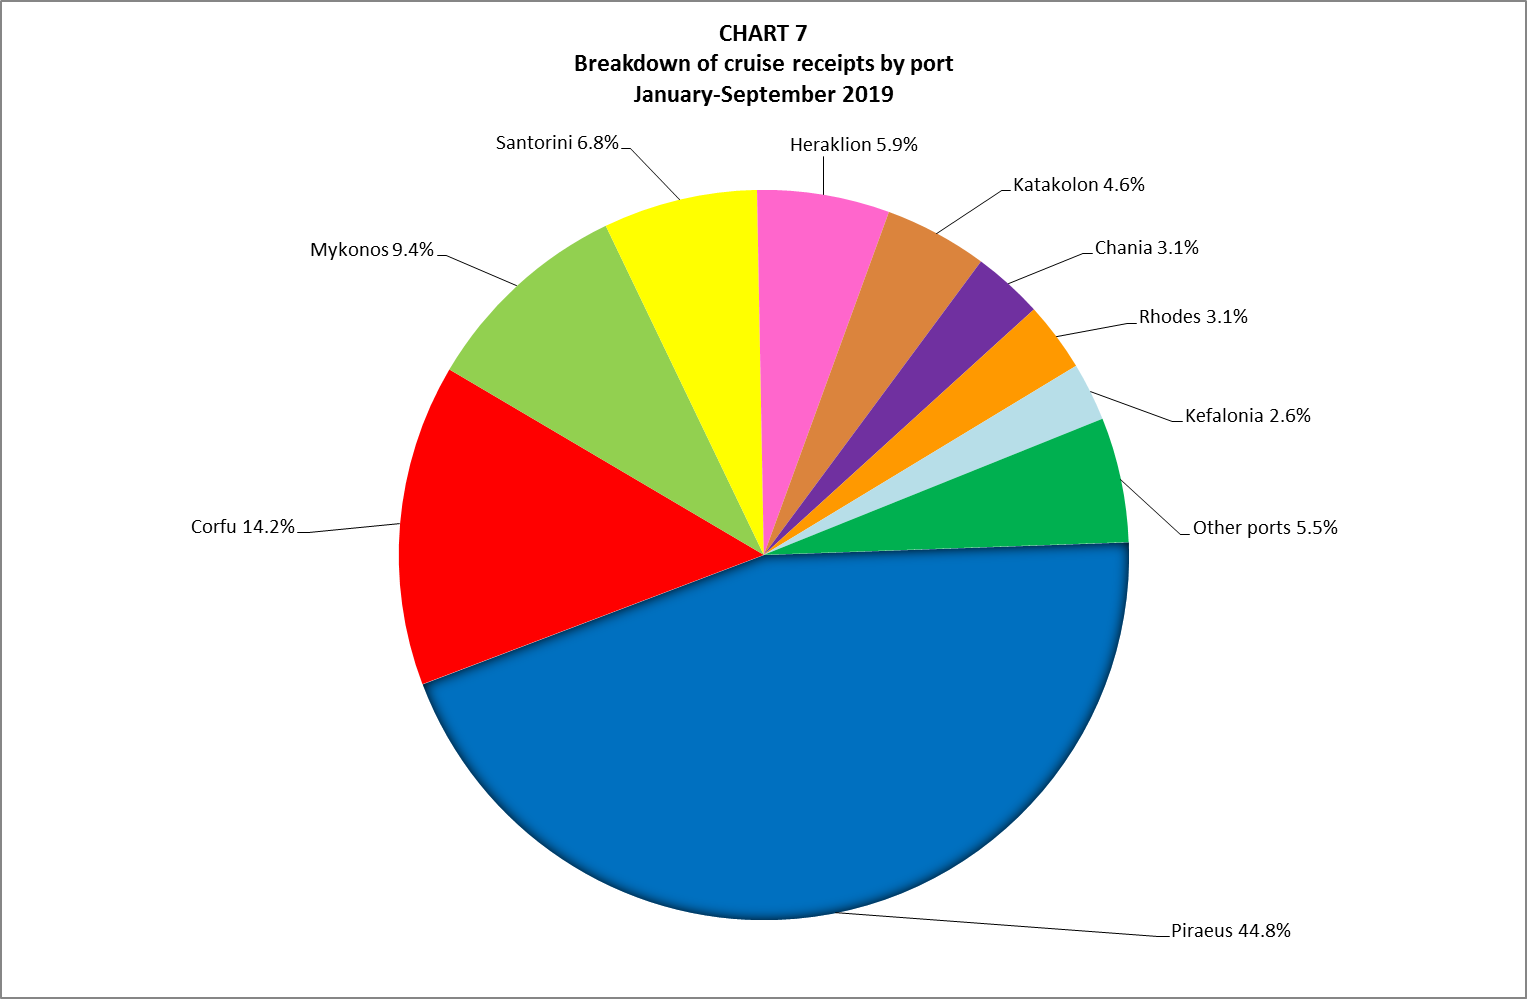 CHART 7
Breakdown of cruise receipts by port
January-September 2019
Santorini 6.8%
Heraklion 5.9%
Katakolon 4.6%
Mykonos 9.4%
Chania 3.1%
Rhodes 3.1%
Kefalonia 2.6%
Corfu 14.2%
Other ports 5.5%
Piraeus 44.8%